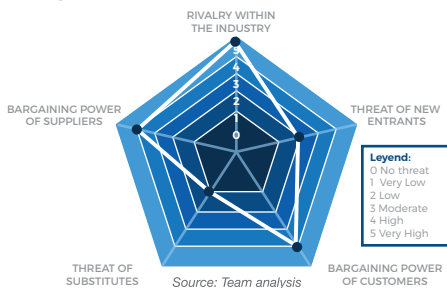 RIVALRY WITHIN
THE INDUSTRY
5
4
3
2
1
0
BARGAINING POWER
OF SUPPLIERS
THREAT OF NEW
ENTRANTS
Legend:
0 No threat
1 Very Low
2 Low
3 Moderate
4 High
5 Very High
THREAT OF
SUBSTITUTES
Source: Team analysis
BARGAINING POWER
OF CUSTOMERS